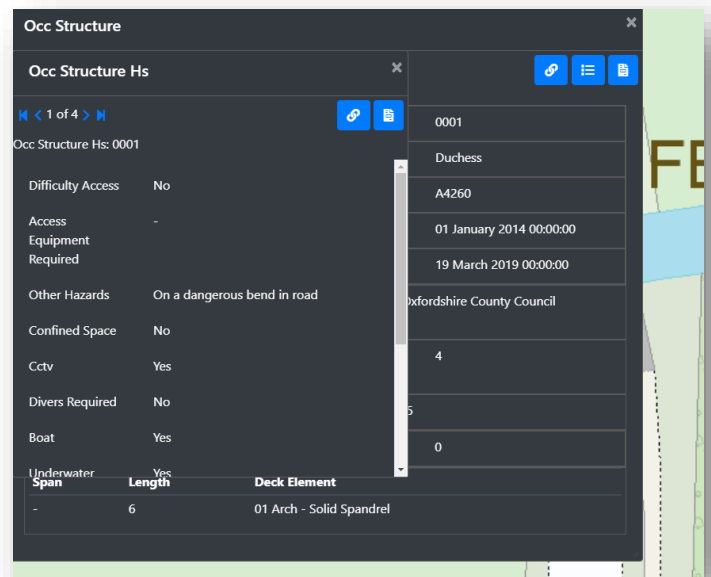 Occ Structure
×
Occ Structure Hs
×
1 of 4
Occ Structure Hs: 0001
Difficulty Access No
Access Equipment Required -
Other Hazards On a dangerous bend in road
Confined Space No
Cctv Yes
Divers Required No
Boat Yes
Underwater Yes
0001
Duchess
A4260
01 January 2014 00:00:00
19 March 2019 00:00:00
Oxfordshire County Council
4
5
0
Span Length Deck Element
- 6 01 Arch - Solid Spandrel
FE